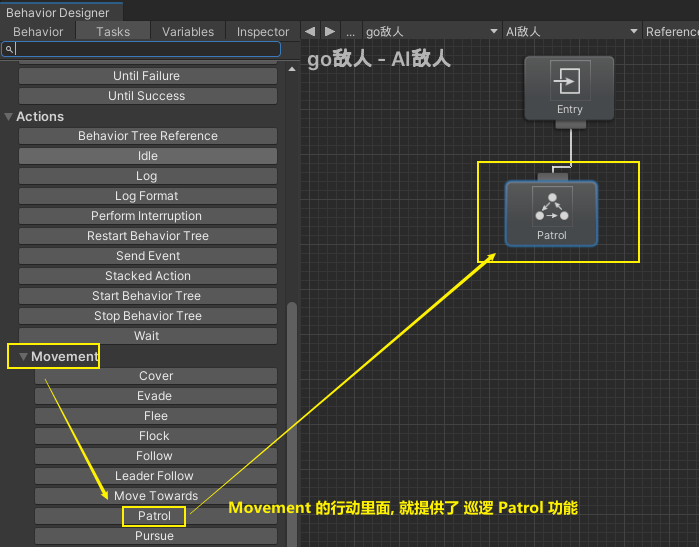 Behavior Designer
Behavior Tasks Variables Inspector
... go敌人 AI敌人 Reference
go敌人 - AI敌人
Until Failure
Until Success
Actions
Behavior Tree Reference
Idle
Log
Log Format
Perform Interruption
Restart Behavior Tree
Send Event
Stacked Action
Start Behavior Tree
Stop Behavior Tree
Wait
Movement
Cover
Evade
Flee
Flock
Follow
Leader Follow
Move Towards
Patrol
Pursue
Entry
Patrol
Movement 的行动里面, 就提供了 巡逻 Patrol 功能